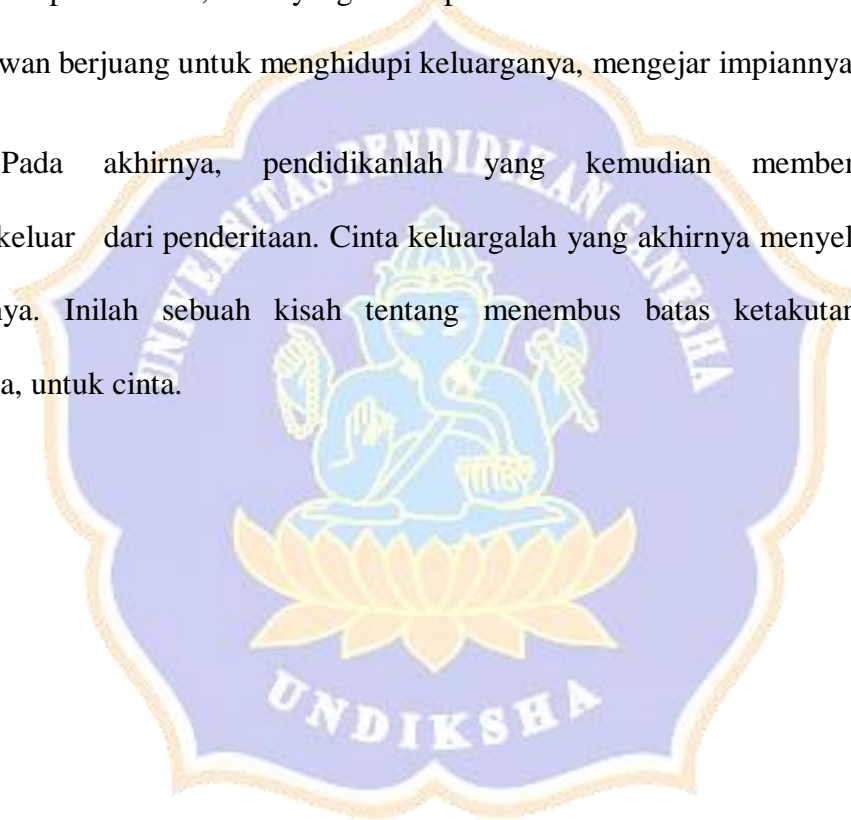 wan berjuang untuk menghidupi keluarganya, mengejar impiannya
Pada akhirnya, pendidikanlah yang kemudian member
keluar dari penderitaan. Cinta keluargalah yang akhirnya menyel
nya. Inilah sebuah kisah tentang menembus batas ketakutan
a, untuk cinta.
UNIVERSITAS PENDIDIKAN GANESHA
UNDIKSHA